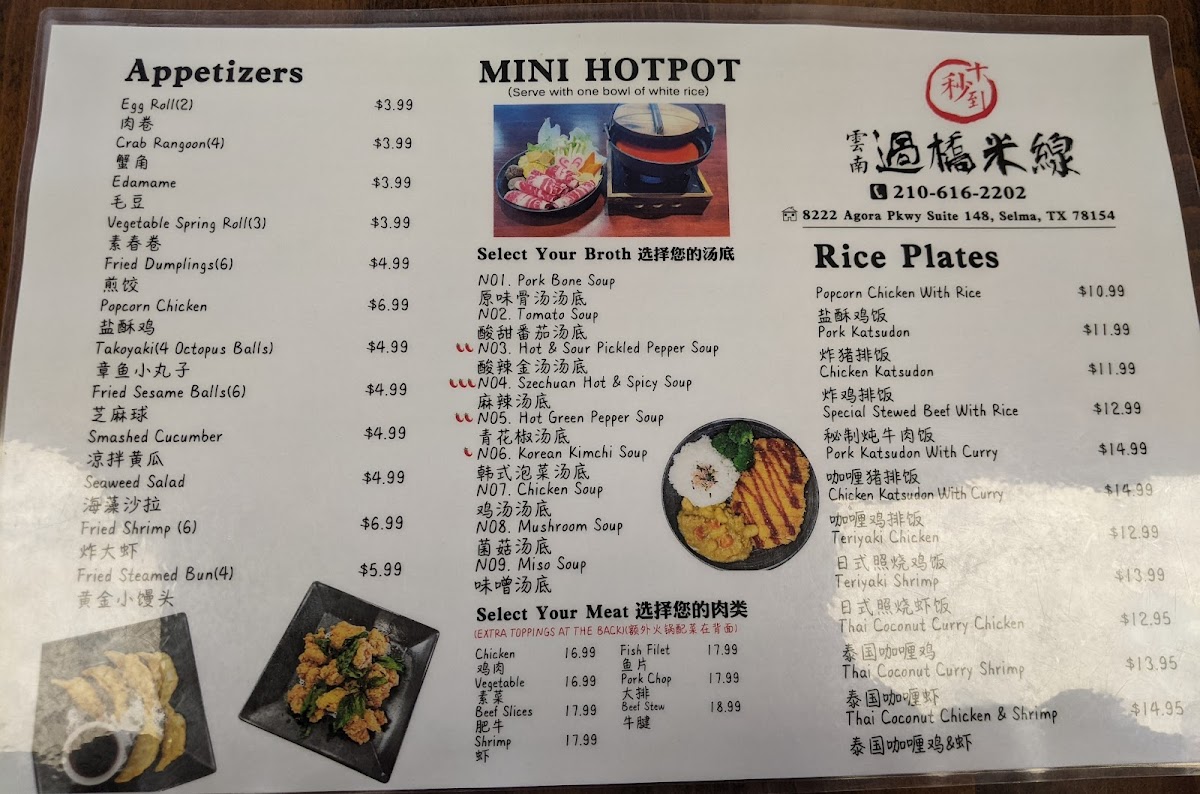 Appetizers
Egg Roll(2) $3.99
肉卷
Crab Rangoon(4) $3.99
蟹角
Edamame $3.99
毛豆
Vegetable Spring Roll(3) $3.99
素春卷
Fried Dumplings(6) $4.99
煎饺
Popcorn Chicken $6.99
盐酥鸡
Takoyaki(4 Octopus Balls) $4.99
章鱼小丸子
Fried Sesame Balls(6) $4.99
芝麻球
Smashed Cucumber $4.99
凉拌黄瓜
Seaweed Salad $4.99
海藻沙拉
Fried Shrimp (6) $6.99
炸大虾
Fried Steamed Bun(4) $5.99
黄金小馒头
MINI HOTPOT
(Serve with one bowl of white rice)
Select Your Broth 选择您的汤底
N01. Pork Bone Soup
原味骨汤汤底
N02. Tomato Soup
酸甜番茄汤底
N03. Hot & Sour Pickled Pepper Soup
酸辣金汤汤底
N04. Szechuan Hot & Spicy Soup
麻辣汤底
N05. Hot Green Pepper Soup
青花椒汤底
N06. Korean Kimchi Soup
韩式泡菜汤底
N07. Chicken Soup
鸡汤汤底
N08. Mushroom Soup
菌菇汤底
N09. Miso Soup
味噌汤底
Select Your Meat 选择您的肉类
(EXTRA TOPPINGS AT THE BACK)(额外火锅配菜在背面)
Chicken 16.99
鸡肉
Vegetable 16.99
素菜
Beef Slices 17.99
肥牛
Shrimp 17.99
虾
Fish Filet 17.99
鱼片
Pork Chop 17.99
大排
Beef Stew 18.99
牛腱
十秒到
雲南 過橋米線
210-616-2202
8222 Agora Pkwy Suite 148, Selma, TX 78154
Rice Plates
Popcorn Chicken With Rice $10.99
盐酥鸡饭
Pork Katsudon $11.99
炸猪排饭
Chicken Katsudon $11.99
炸鸡排饭
Special Stewed Beef With Rice $12.99
秘制炖牛肉饭
Pork Katsudon With Curry $14.99
咖喱猪排饭
Chicken Katsudon With Curry $14.99
咖喱鸡排饭
Teriyaki Chicken $12.99
日式照烧鸡饭
Teriyaki Shrimp $13.99
日式照烧虾饭
Thai Coconut Curry Chicken $12.95
泰国咖喱鸡
Thai Coconut Curry Shrimp $13.95
泰国咖喱虾
Thai Coconut Chicken & Shrimp $14.95
泰国咖喱鸡&虾